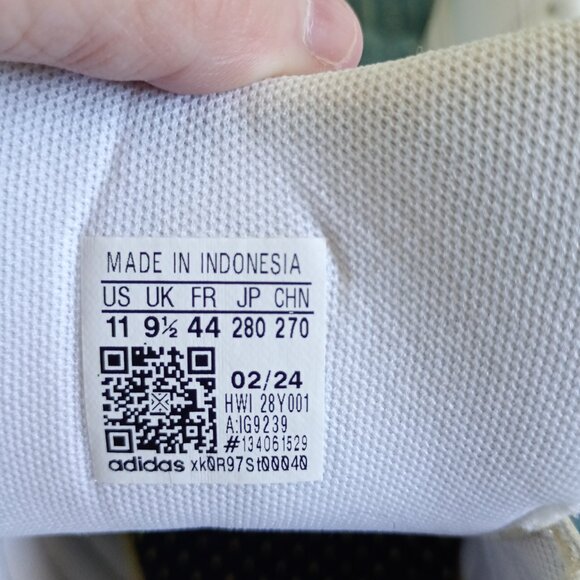 MADE IN INDONESIA
US UK FR JP CHN
11 9½ 44 280 270
02/24
HWI 28Y001
A:IG9239
#134061529
adidas xk0R97St00040